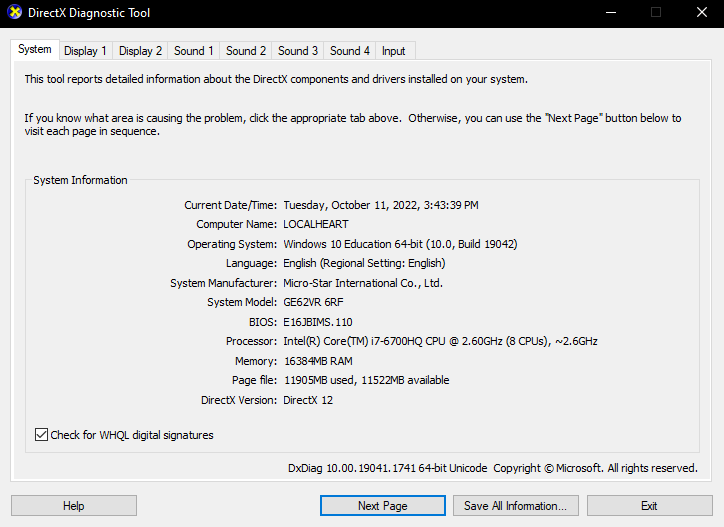 DirectX Diagnostic Tool
System Display 1 Display 2 Sound 1 Sound 2 Sound 3 Sound 4 Input
This tool reports detailed information about the DirectX components and drivers installed on your system.
If you know what area is causing the problem, click the appropriate tab above. Otherwise, you can use the "Next Page" button below to
visit each page in sequence.
System Information
Current Date/Time: Tuesday, October 11, 2022, 3:43:39 PM
Computer Name: LOCALHEART
Operating System: Windows 10 Education 64-bit (10.0, Build 19042)
Language: English (Regional Setting: English)
System Manufacturer: Micro-Star International Co., Ltd.
System Model: GE62VR 6RF
BIOS: E16JBIMS.110
Processor: Intel(R) Core(TM) i7-6700HQ CPU @ 2.60GHz (8 CPUs), ~2.6GHz
Memory: 16384MB RAM
Page file: 11905MB used, 11522MB available
DirectX Version: DirectX 12
Check for WHQL digital signatures
DxDiag 10.00.19041.1741 64-bit Unicode Copyright © Microsoft. All rights reserved.
Help Next Page Save All Information... Exit